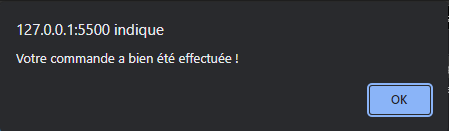 127.0.0.1:5500 indique
Votre commande a bien été effectuée !
OK